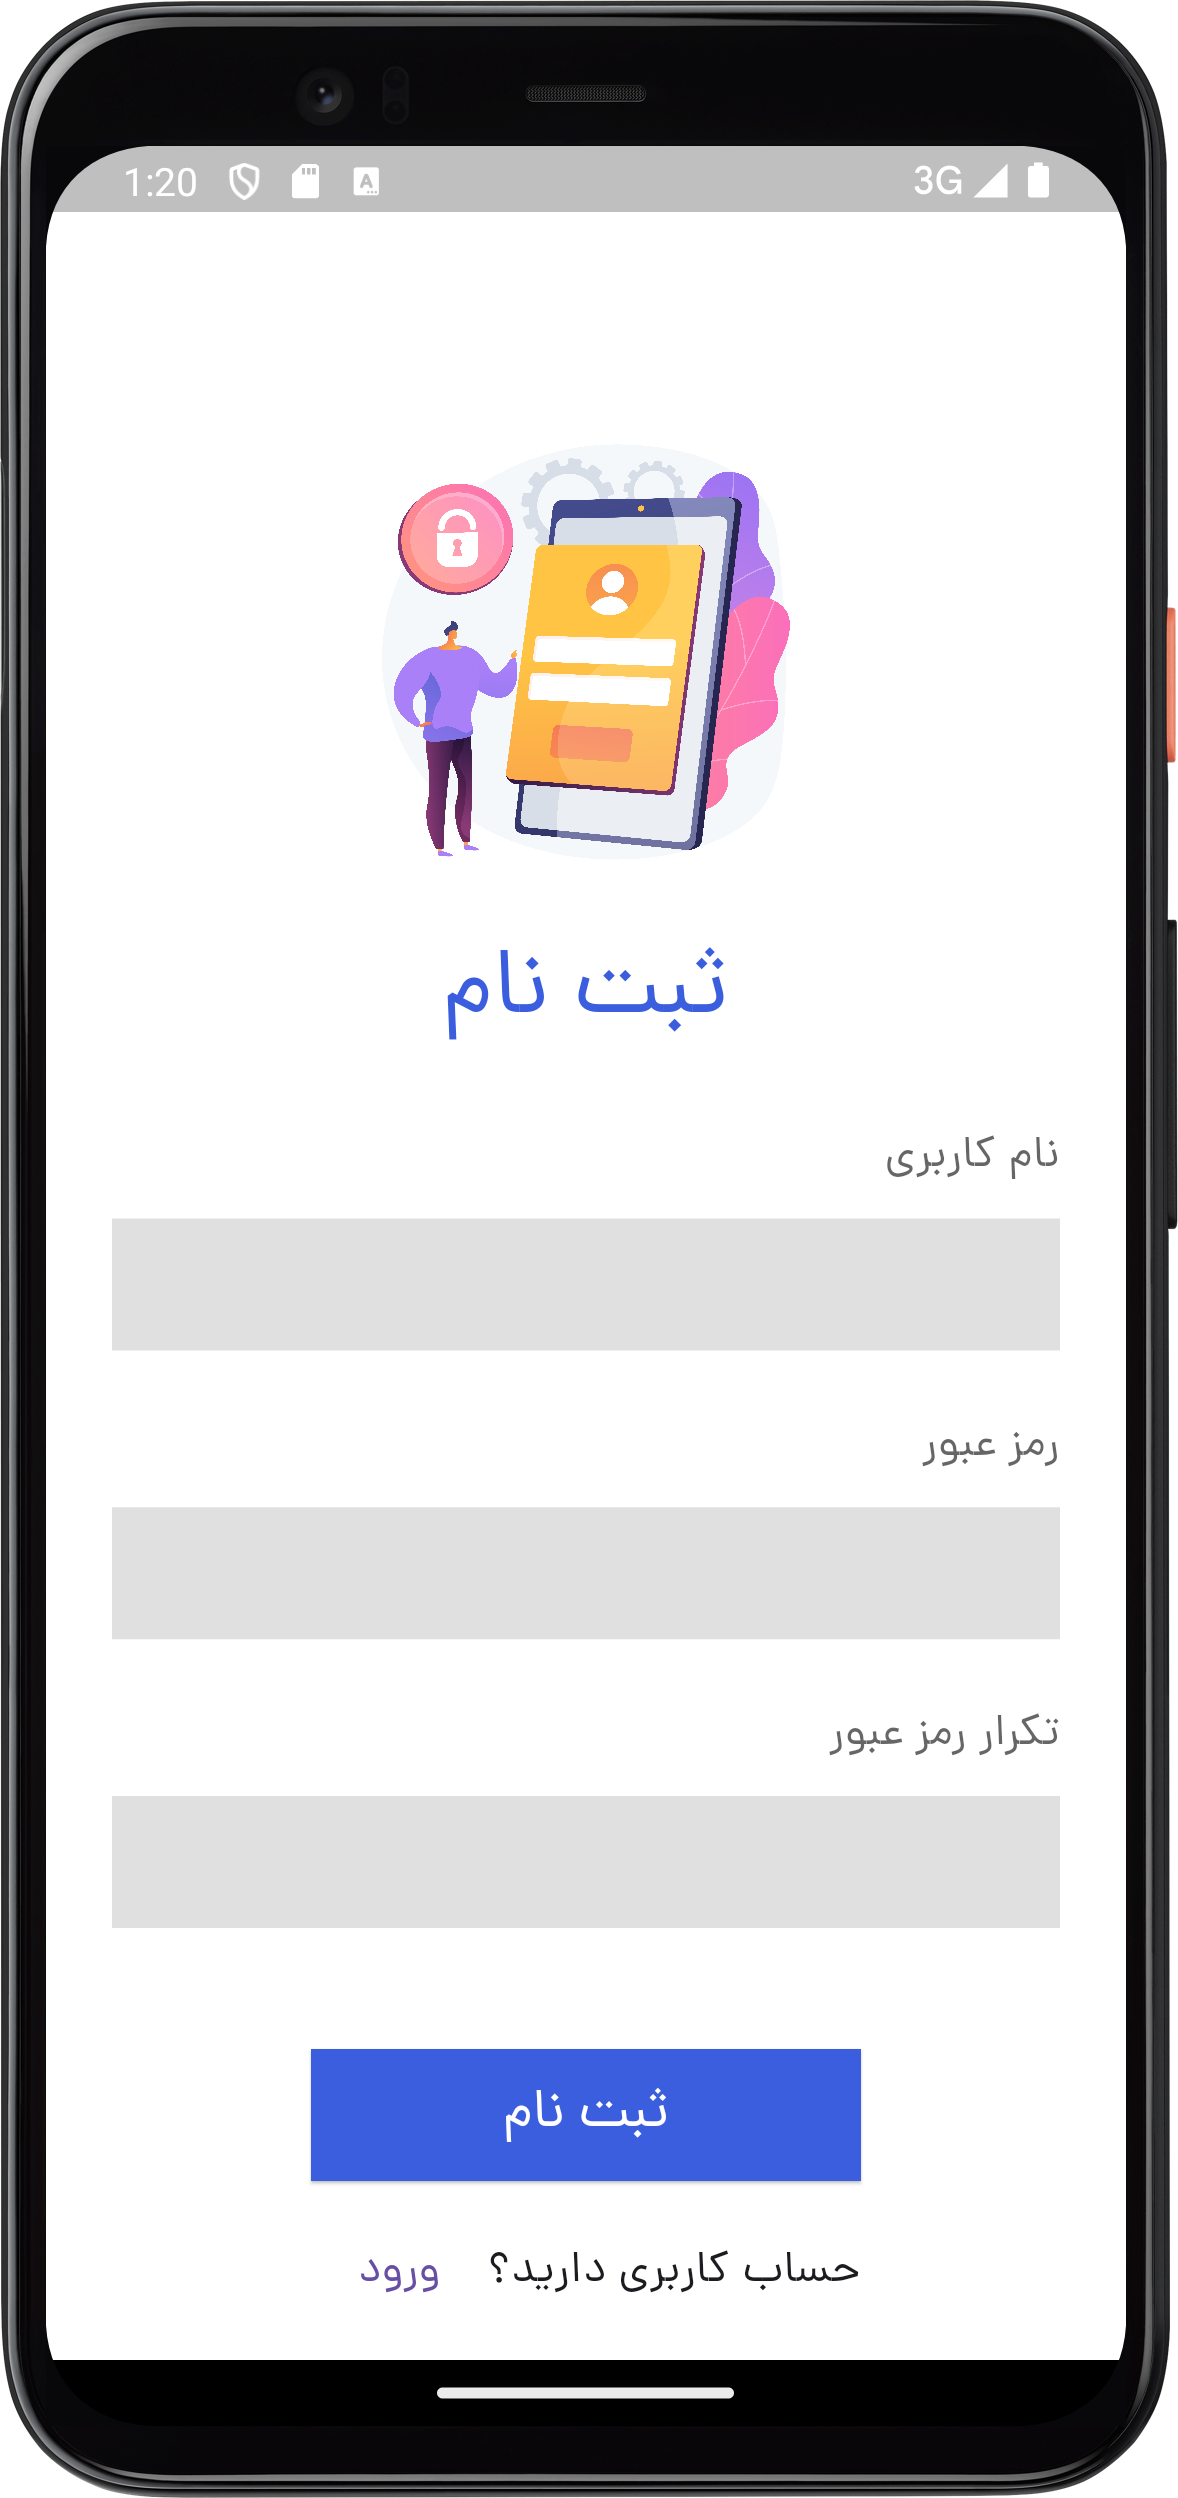 1:20 3G
ثبت نام
نام کاربری
رمز عبور
تکرار رمز عبور
ثبت نام
حساب کاربری دارید؟ ورود